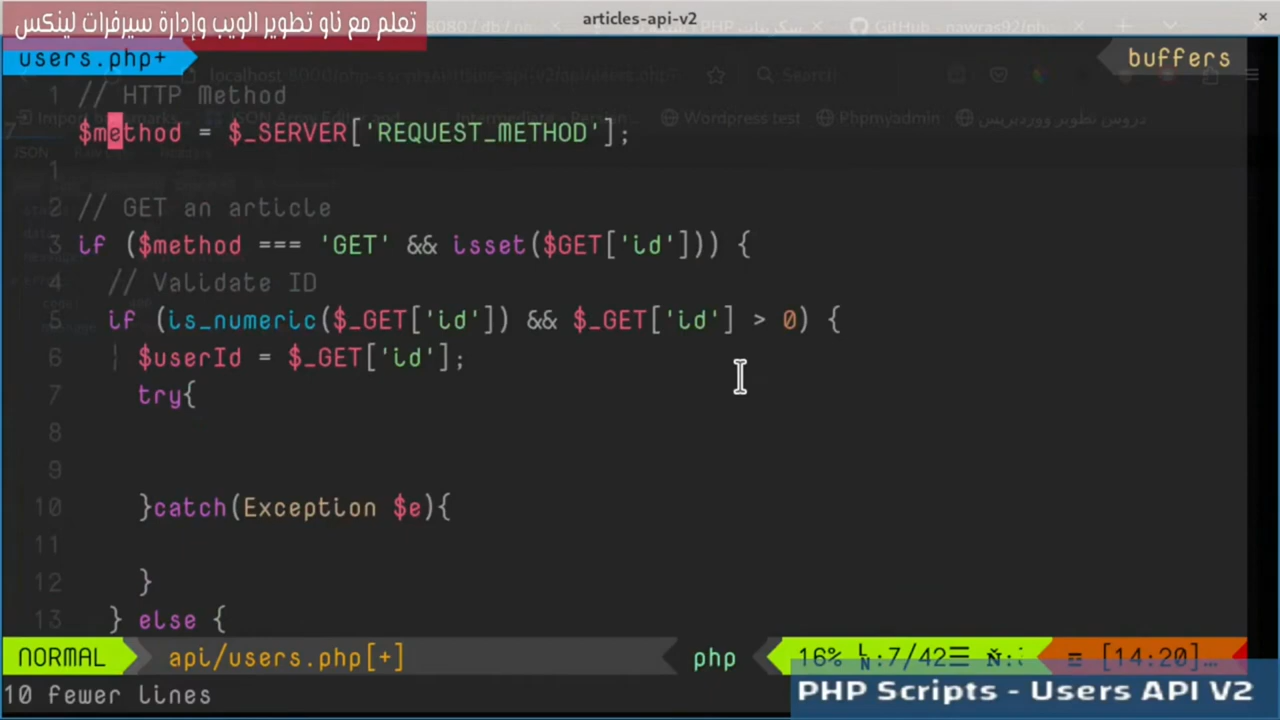 articles-api-v2
تعلم مع ناو تطوير الويب وإدارة سيرفرات لينكس
users.php+
buffers
1 // HTTP Method
7 $method = $_SERVER['REQUEST_METHOD'];
1
2 // GET an article
3 if ($method === 'GET' && isset($GET['id'])) {
4 // Validate ID
5 if (is_numeric($_GET['id']) && $_GET['id'] > 0) {
6 $userId = $_GET['id'];
7 try{
8
9
10 }catch(Exception $e){
11
12 }
13 } else {
NORMAL api/users.php[+] php 16% LN:7/42☰ [14:20]…
10 fewer lines
PHP Scripts - Users API V2